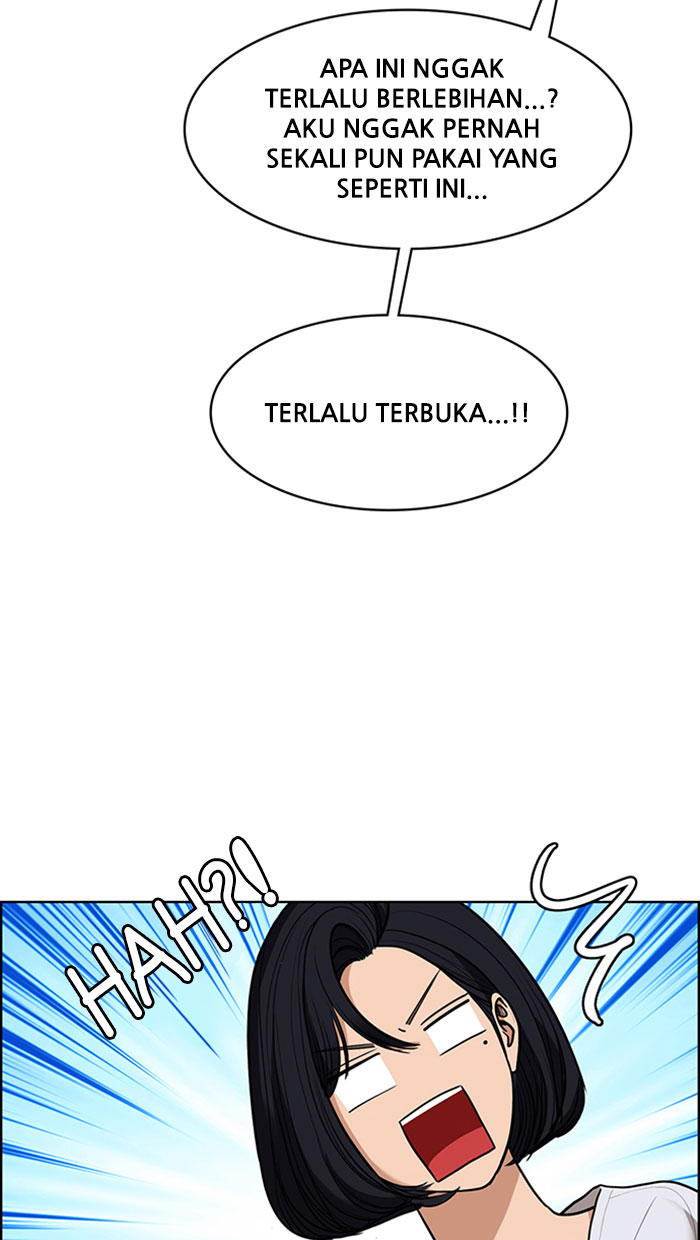 APA INI NGGAK
TERLALU BERLEBIHAN...?
AKU NGGAK PERNAH
SEKALI PUN PAKAI YANG
SEPERTI INI...
TERLALU TERBUKA...!!
HAH?!